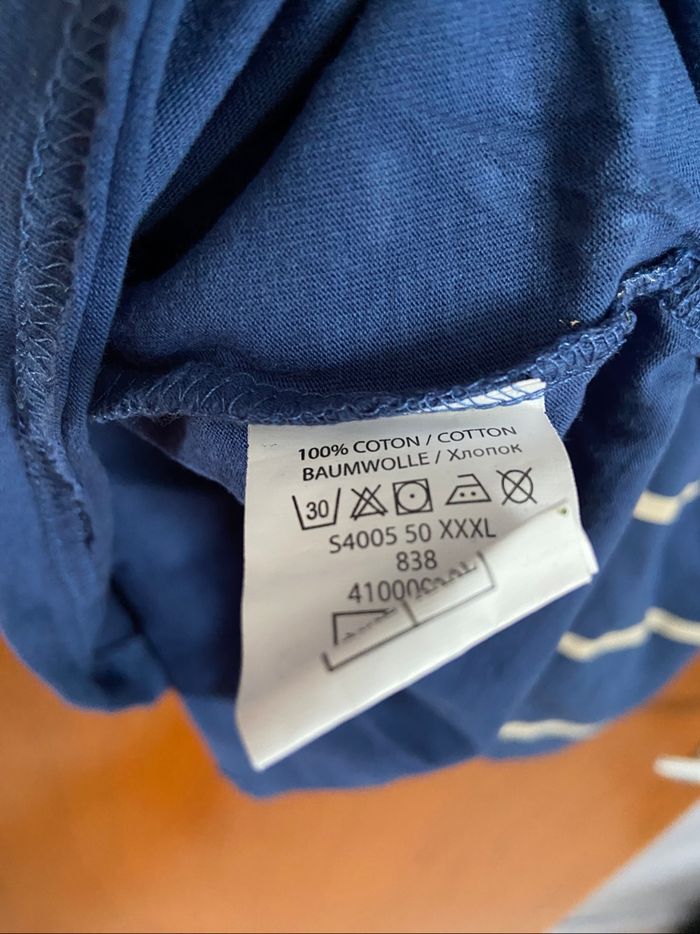 100% COTON / COTTON
BAUMWOLLE / Хлопок
30
S4005 50 XXXL
838